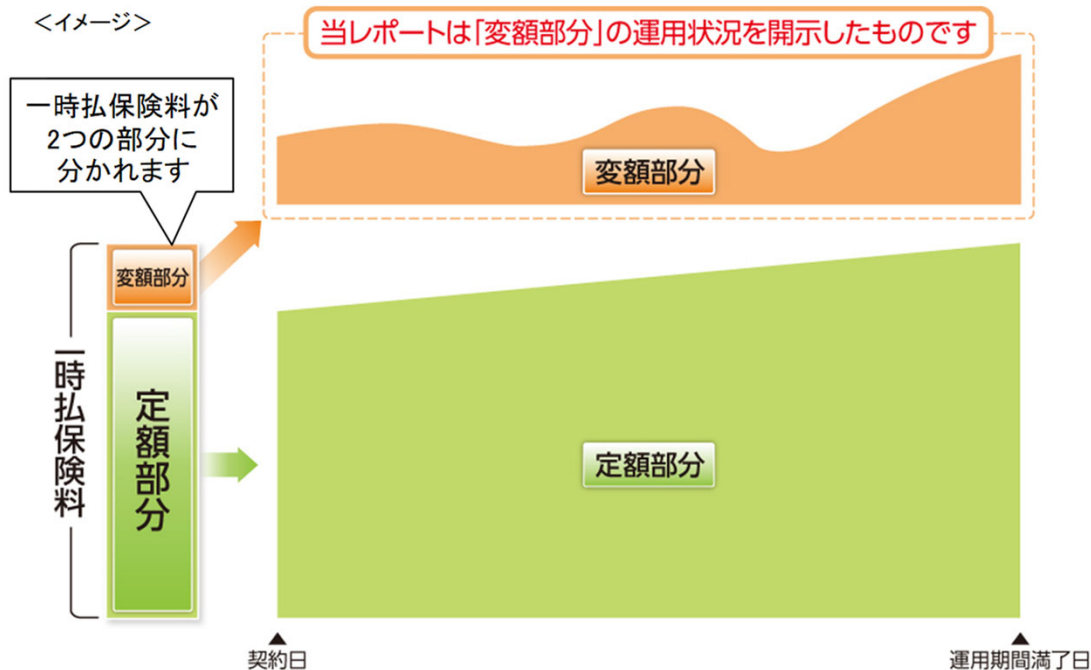 ＜イメージ＞
当レポートは「変額部分」の運用状況を開示したものです
一時払保険料が
2つの部分に
分かれます
変額部分
変額部分
一時払保険料
定額部分
定額部分
契約日
運用期間満了日